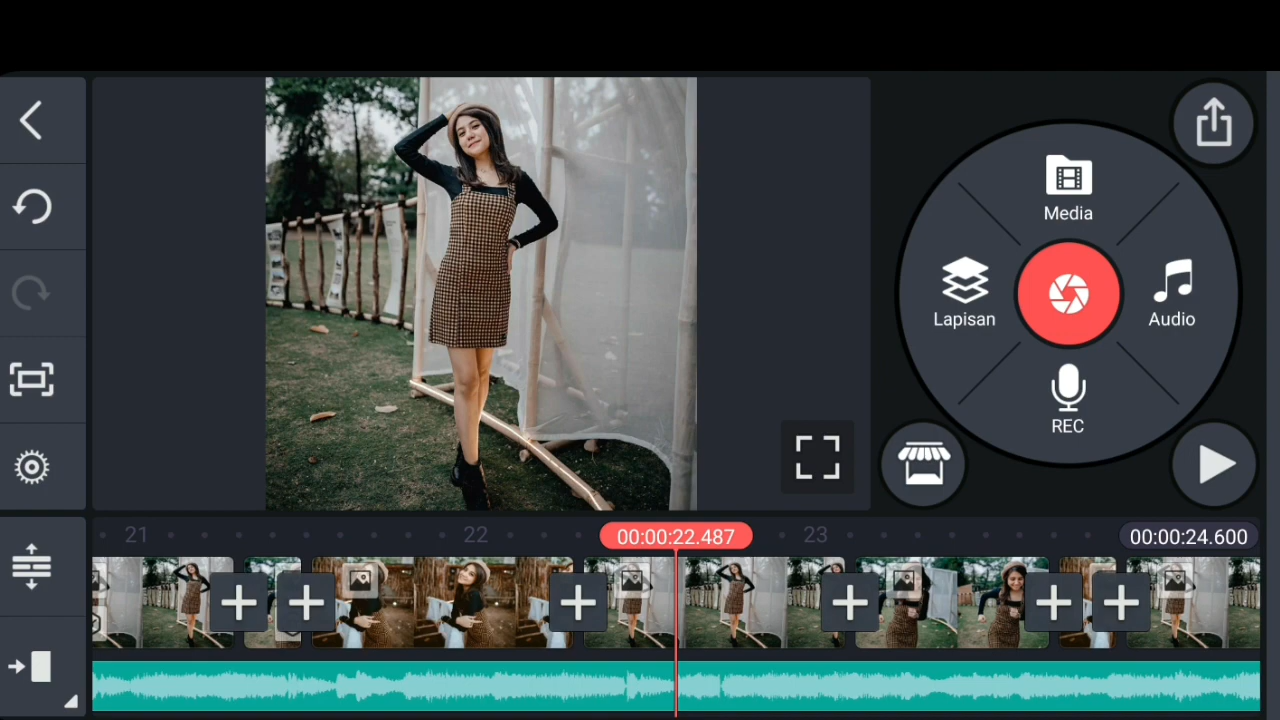 Media
Lapisan
Audio
REC
21
22
00:00:22.487
23
00:00:24.600